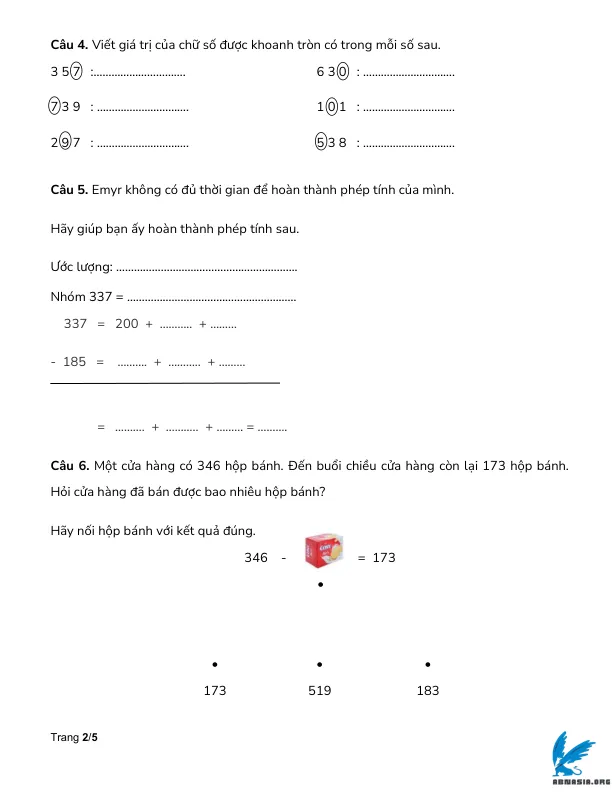 Câu 4. Viết giá trị của chữ số được khoanh tròn có trong mỗi số sau.
3 5 7 :............................... 6 3 0 : ...............................
7 3 9 : ............................... 1 0 1 : ...............................
2 9 7 : ............................... 5 3 8 : ...............................
Câu 5. Emyr không có đủ thời gian để hoàn thành phép tính của mình.
Hãy giúp bạn ấy hoàn thành phép tính sau.
Ước lượng: .............................................................
Nhóm 337 = .........................................................
337 = 200 + ........... + .........
- 185 = .......... + ........... + .........
= .......... + ........... + ......... = ..........
Câu 6. Một cửa hàng có 346 hộp bánh. Đến buổi chiều cửa hàng còn lại 173 hộp bánh.
Hỏi cửa hàng đã bán được bao nhiêu hộp bánh?
Hãy nối hộp bánh với kết quả đúng.
346 - = 173
173 519 183
Trang 2/5
ABNASIA.ORG